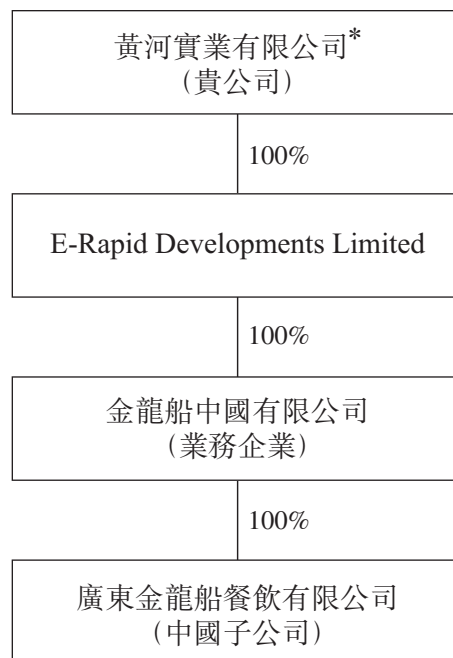 黃河實業有限公司*
（貴公司）
100%
E-Rapid Developments Limited
100%
金龍船中國有限公司
（業務企業）
100%
廣東金龍船餐飲有限公司
（中國子公司）